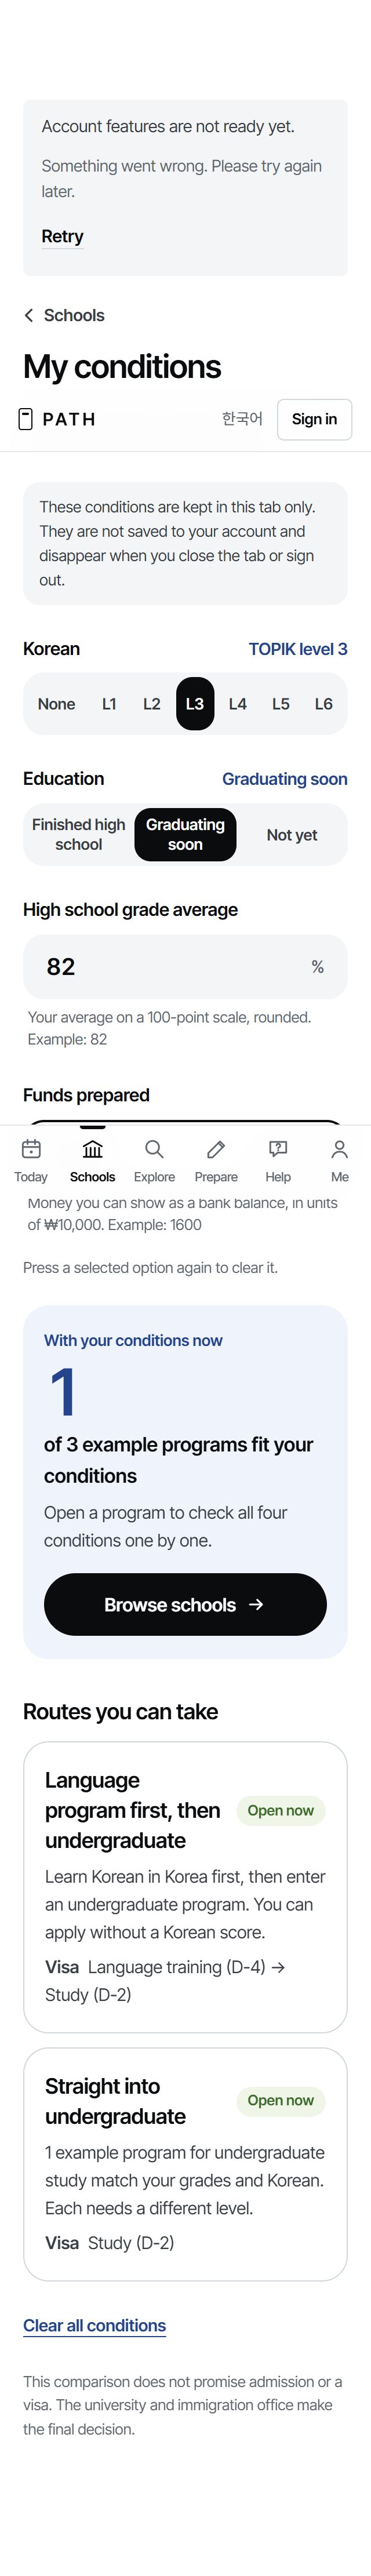 Account features are not ready yet.
Something went wrong. Please try again
later.
Retry
Schools
My conditions
PATH
한국어
Sign in
These conditions are kept in this tab only.
They are not saved to your account and
disappear when you close the tab or sign
out.
Korean
TOPIK level 3
None L1 L2 L3 L4 L5 L6
Education
Graduating soon
Finished high
school
Graduating
soon
Not yet
High school grade average
82 %
Your average on a 100-point scale, rounded.
Example: 82
Funds prepared
Today Schools Explore Prepare Help Me
Money you can show as a bank balance, in units
of ₩10,000. Example: 1600
Press a selected option again to clear it.
With your conditions now
1
of 3 example programs fit your
conditions
Open a program to check all four
conditions one by one.
Browse schools →
Routes you can take
Language
program first, then
undergraduate
Open now
Learn Korean in Korea first, then enter
an undergraduate program. You can
apply without a Korean score.
Visa Language training (D-4) →
Study (D-2)
Straight into
undergraduate
Open now
1 example program for undergraduate
study match your grades and Korean.
Each needs a different level.
Visa Study (D-2)
Clear all conditions
This comparison does not promise admission or a
visa. The university and immigration office make
the final decision.